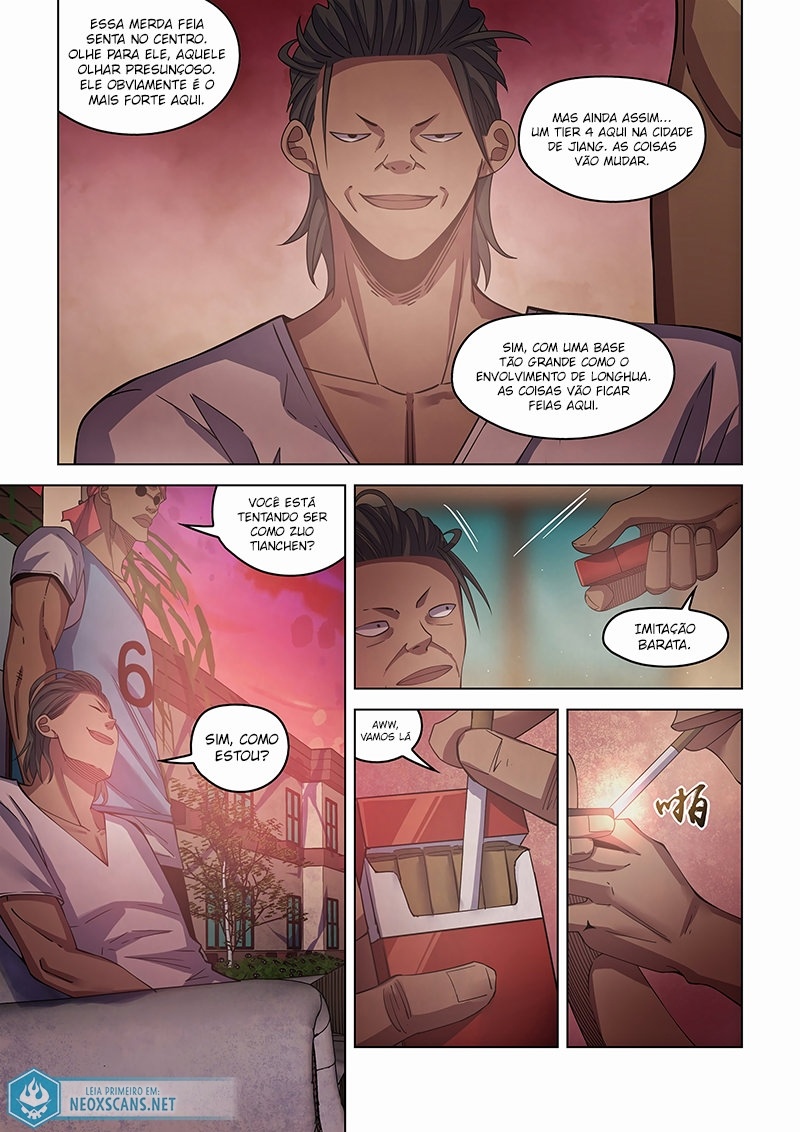 ESSA MERDA FEIA
SENTA NO CENTRO.
OLHE PARA ELE, AQUELE
OLHAR PRESUNÇOSO.
ELE OBVIAMENTE É O
MAIS FORTE AQUI.
MAS AINDA ASSIM...
UM TIER 4 AQUI NA CIDADE
DE JIANG. AS COISAS
VÃO MUDAR.
SIM, COM UMA BASE
TÃO GRANDE COMO O
ENVOLVIMENTO DE LONGHUA.
AS COISAS VÃO FICAR
FEIAS AQUI.
VOCÊ ESTÁ
TENTANDO SER
COMO ZUO
TIANCHEN?
6
SIM, COMO
ESTOU?
IMITAÇÃO
BARATA.
AWW,
VAMOS LÁ
啪
LEIA PRIMEIRO EM:
NEOXSCANS.NET